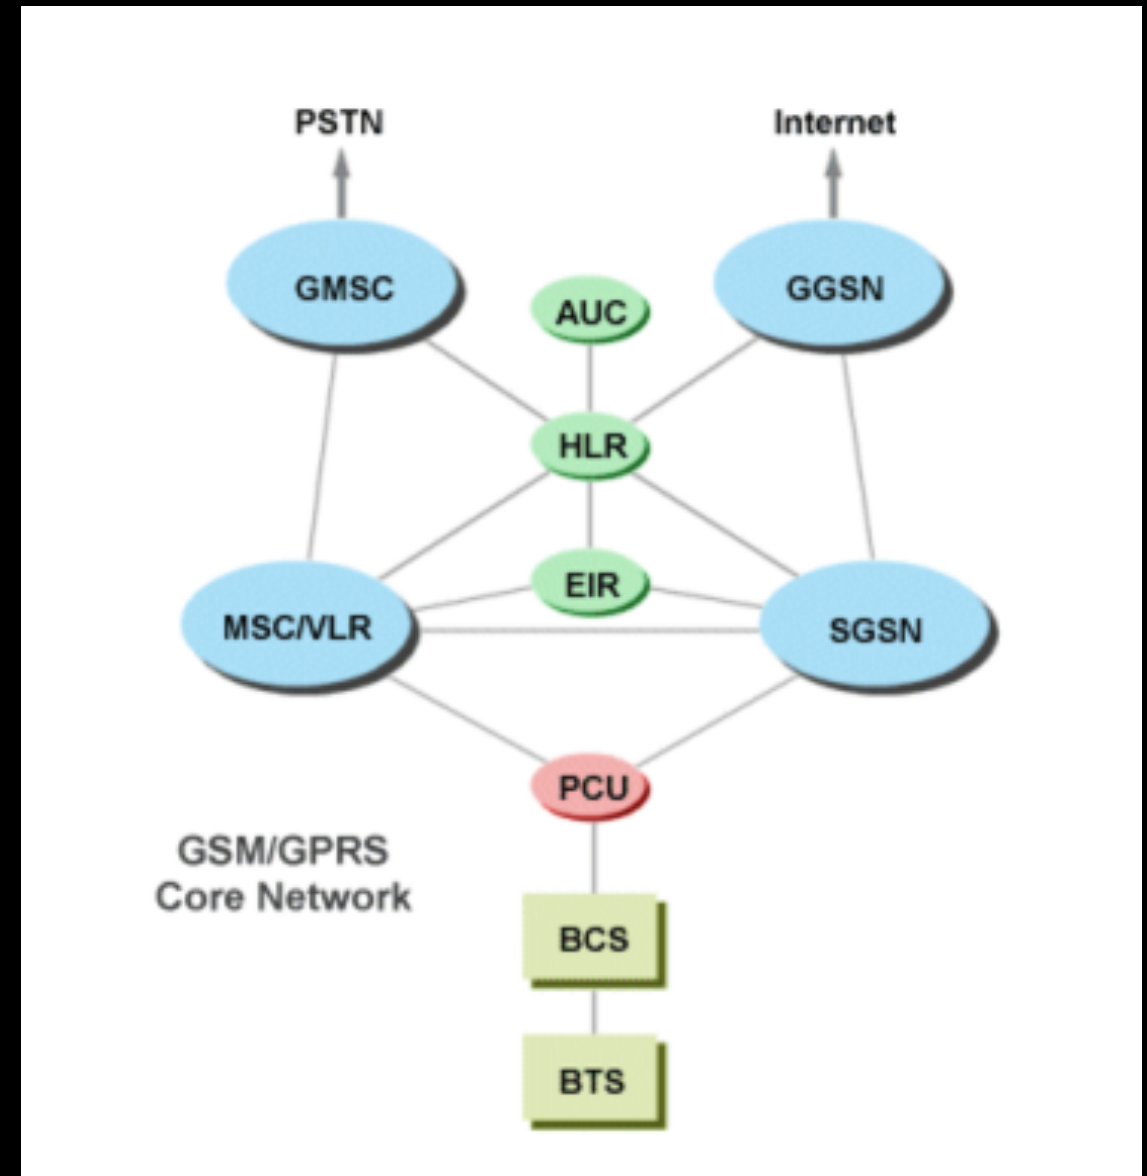 PSTN
Internet
GMSC
GGSN
AUC
HLR
EIR
MSC/VLR
SGSN
PCU
GSM/GPRS
Core Network
BCS
BTS